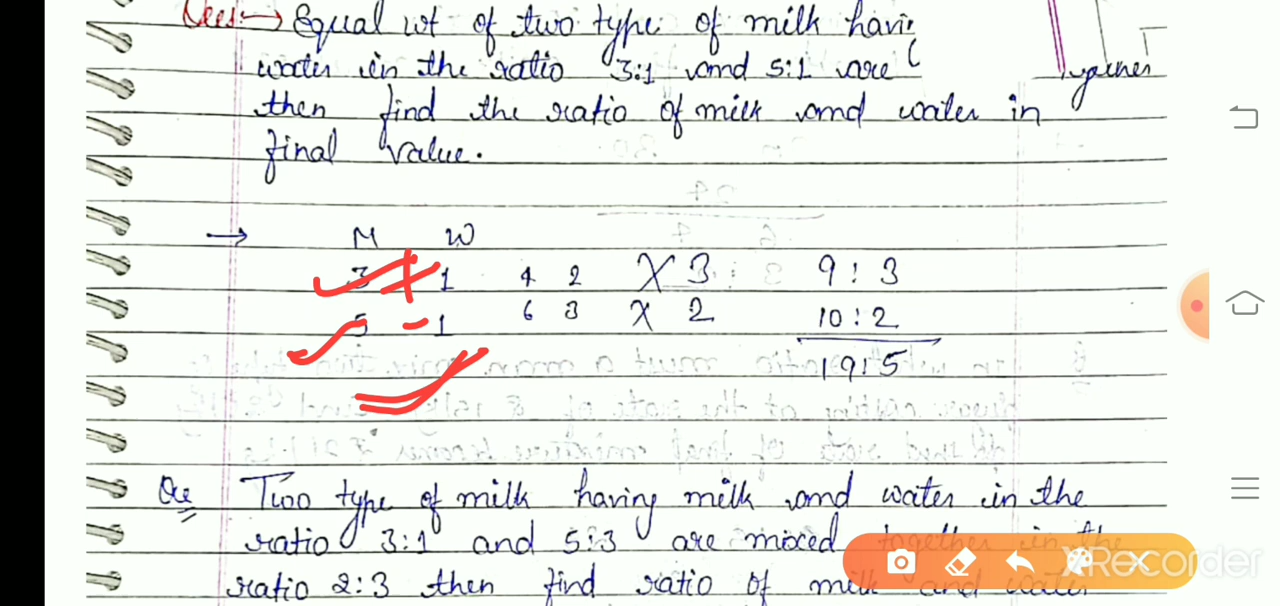 Ques:→ Equal wt of two type of milk
water in the ratio 3:1 and 5:1 are
then find the ratio of milk and water in
final value.
→ M W
3 1 4 2 X 3 9 : 3
5 - 1 6 3 X 2 10 : 2
19:5
Que Two type of milk having milk and water in the
ratio 3:1 and 5:3 are mixed together in the
ratio 2:3 then find ratio of milk and water
XRecorder